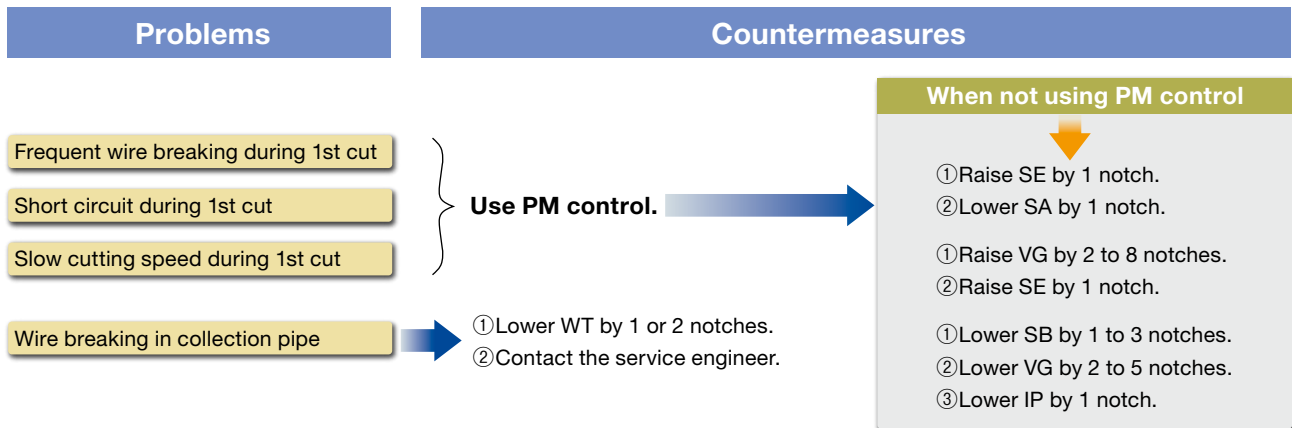 Problems
Countermeasures
When not using PM control
Frequent wire breaking during 1st cut
Short circuit during 1st cut
Slow cutting speed during 1st cut
Use PM control.
①Raise SE by 1 notch.
②Lower SA by 1 notch.
①Raise VG by 2 to 8 notches.
②Raise SE by 1 notch.
①Lower SB by 1 to 3 notches.
②Lower VG by 2 to 5 notches.
③Lower IP by 1 notch.
Wire breaking in collection pipe
①Lower WT by 1 or 2 notches.
②Contact the service engineer.